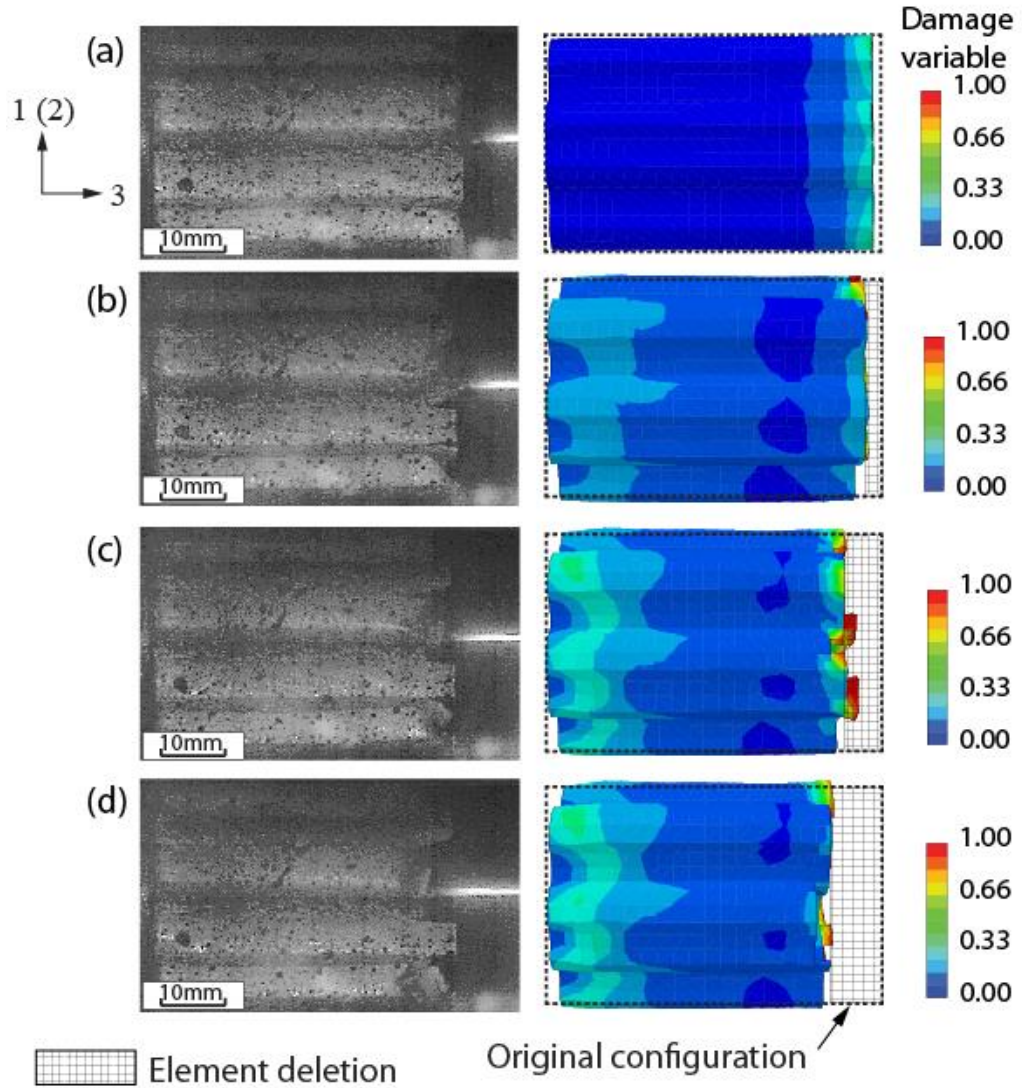 (a)
1 (2)
3
10mm
Damage
variable
1.00
0.66
0.33
0.00
(b)
10mm
1.00
0.66
0.33
0.00
(c)
10mm
1.00
0.66
0.33
0.00
(d)
10mm
1.00
0.66
0.33
0.00
Element deletion
Original configuration